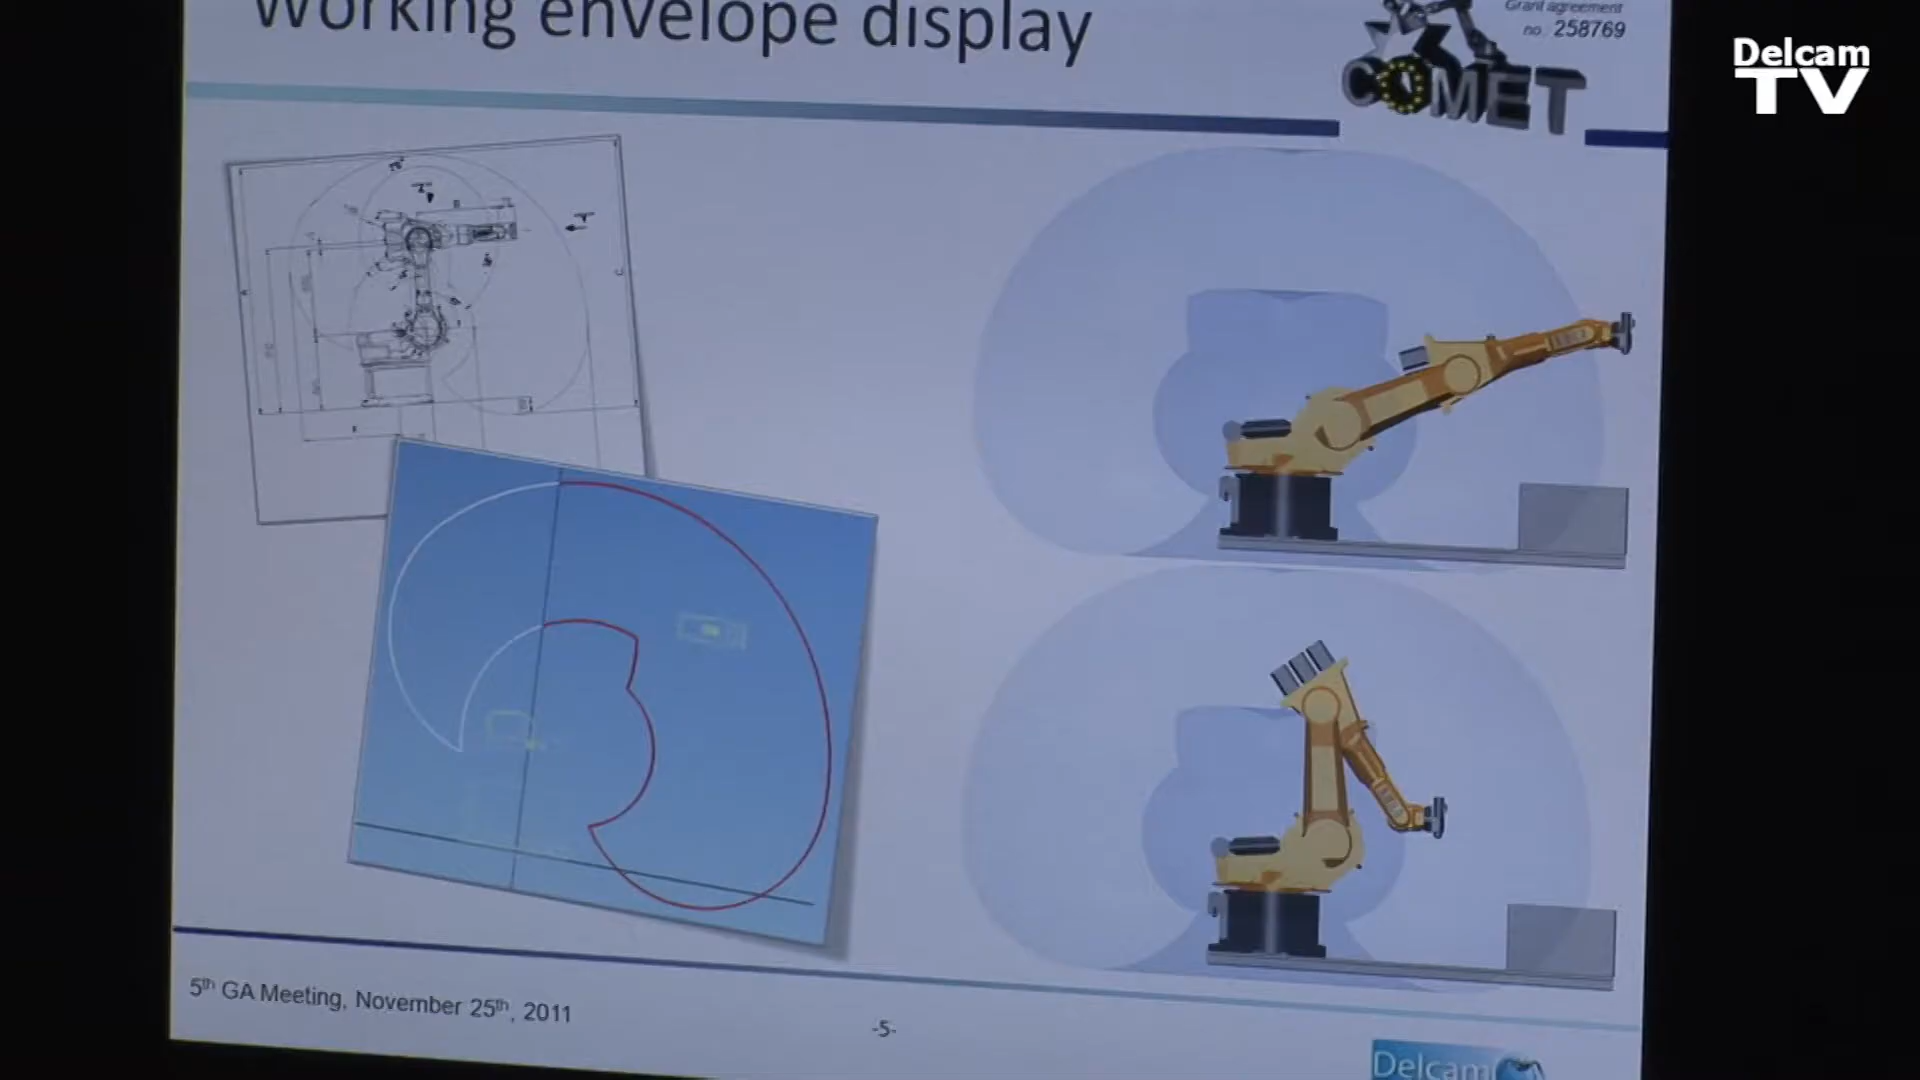 Working envelope display
Grant agreement
no. 258769
COMET
Delcam
TV
5th GA Meeting, November 25th, 2011
-5-
Delcam